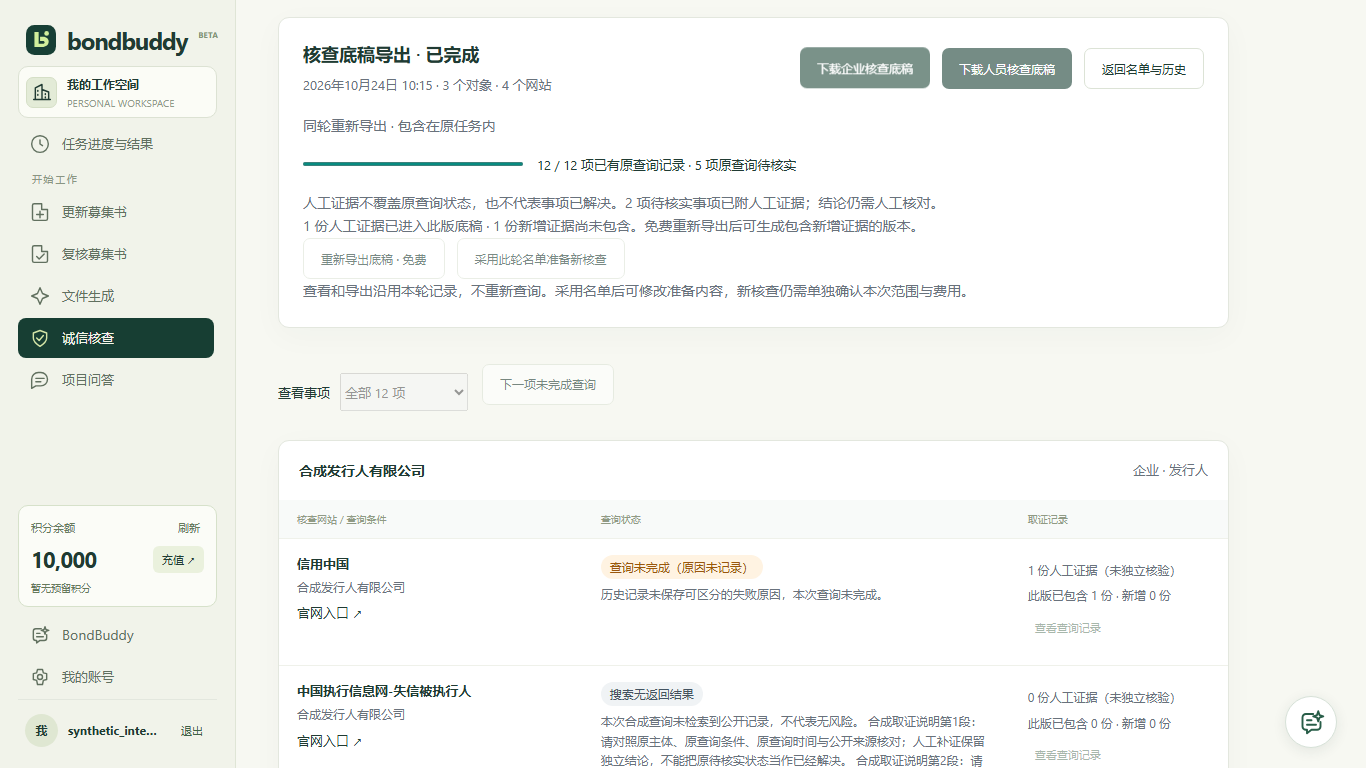 bondbuddy BETA
我的工作空间
PERSONAL WORKSPACE
任务进度与结果
开始工作
更新募集书
复核募集书
文件生成
诚信核查
项目问答
积分余额 刷新
10,000 充值 ↗
暂无预留积分
BondBuddy
我的账号
我 synthetic_inte... 退出
核查底稿导出 · 已完成
2026年10月24日 10:15 · 3 个对象 · 4 个网站
下载企业核查底稿 下载人员核查底稿 返回名单与历史
同轮重新导出 · 包含在原任务内
12 / 12 项已有原查询记录 · 5 项原查询待核实
人工证据不覆盖原查询状态，也不代表事项已解决。2 项待核实事项已附人工证据；结论仍需人工核对。
1 份人工证据已进入此版底稿 · 1 份新增证据尚未包含。免费重新导出后可生成包含新增证据的版本。
重新导出底稿 · 免费 采用此轮名单准备新核查
查看和导出沿用本轮记录，不重新查询。采用名单后可修改准备内容，新核查仍需单独确认本次范围与费用。
查看事项 全部 12 项 下一项未完成查询
合成发行人有限公司 企业 · 发行人
核查网站 / 查询条件 查询状态 取证记录
信用中国
合成发行人有限公司
官网入口 ↗
查询未完成（原因未记录）
历史记录未保存可区分的失败原因，本次查询未完成。
1 份人工证据（未独立核验）
此版已包含 1 份 · 新增 0 份
查看查询记录
中国执行信息网-失信被执行人
合成发行人有限公司
官网入口 ↗
搜索无返回结果
本次合成查询未检索到公开记录，不代表无风险。 合成取证说明第1段：
请对照原主体、原查询条件、原查询时间与公开来源核对；人工补证保留
独立结论，不能把原待核实状态当作已经解决。 合成取证说明第2段：请
0 份人工证据（未独立核验）
此版已包含 0 份 · 新增 0 份
查看查询记录